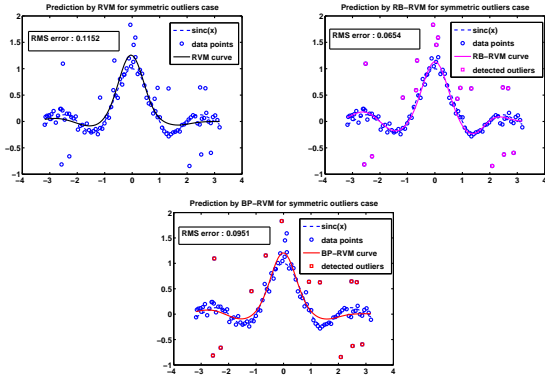 Prediction by RVM for symmetric outliers case
RMS error : 0.1152
sinc(x)
data points
RVM curve
2
1.5
1
0.5
0
−0.5
−1
−4 −3 −2 −1 0 1 2 3 4
Prediction by RB−RVM for symmetric outliers case
RMS error : 0.0654
sinc(x)
data points
RB−RVM curve
detected outliers
2
1.5
1
0.5
0
−0.5
−1
−4 −3 −2 −1 0 1 2 3 4
Prediction by BP−RVM for symmetric outliers case
RMS error : 0.0951
sinc(x)
data points
BP−RVM curve
detected outliers
2
1.5
1
0.5
0
−0.5
−1
−4 −3 −2 −1 0 1 2 3 4